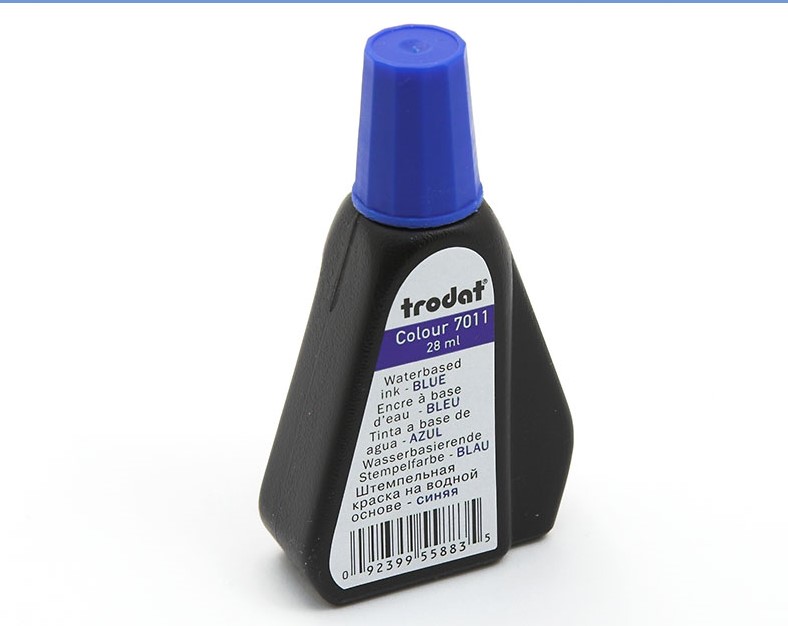 trodat®
Colour 7011
28 ml
Waterbased
ink - BLUE
Encre à base
d'eau - BLEU
Tinta a base de
agua - AZUL
Wasserbasierende
Stempelfarbe - BLAU
Штемпельная
краска на водной
основе - синяя
0 92399 55883 5